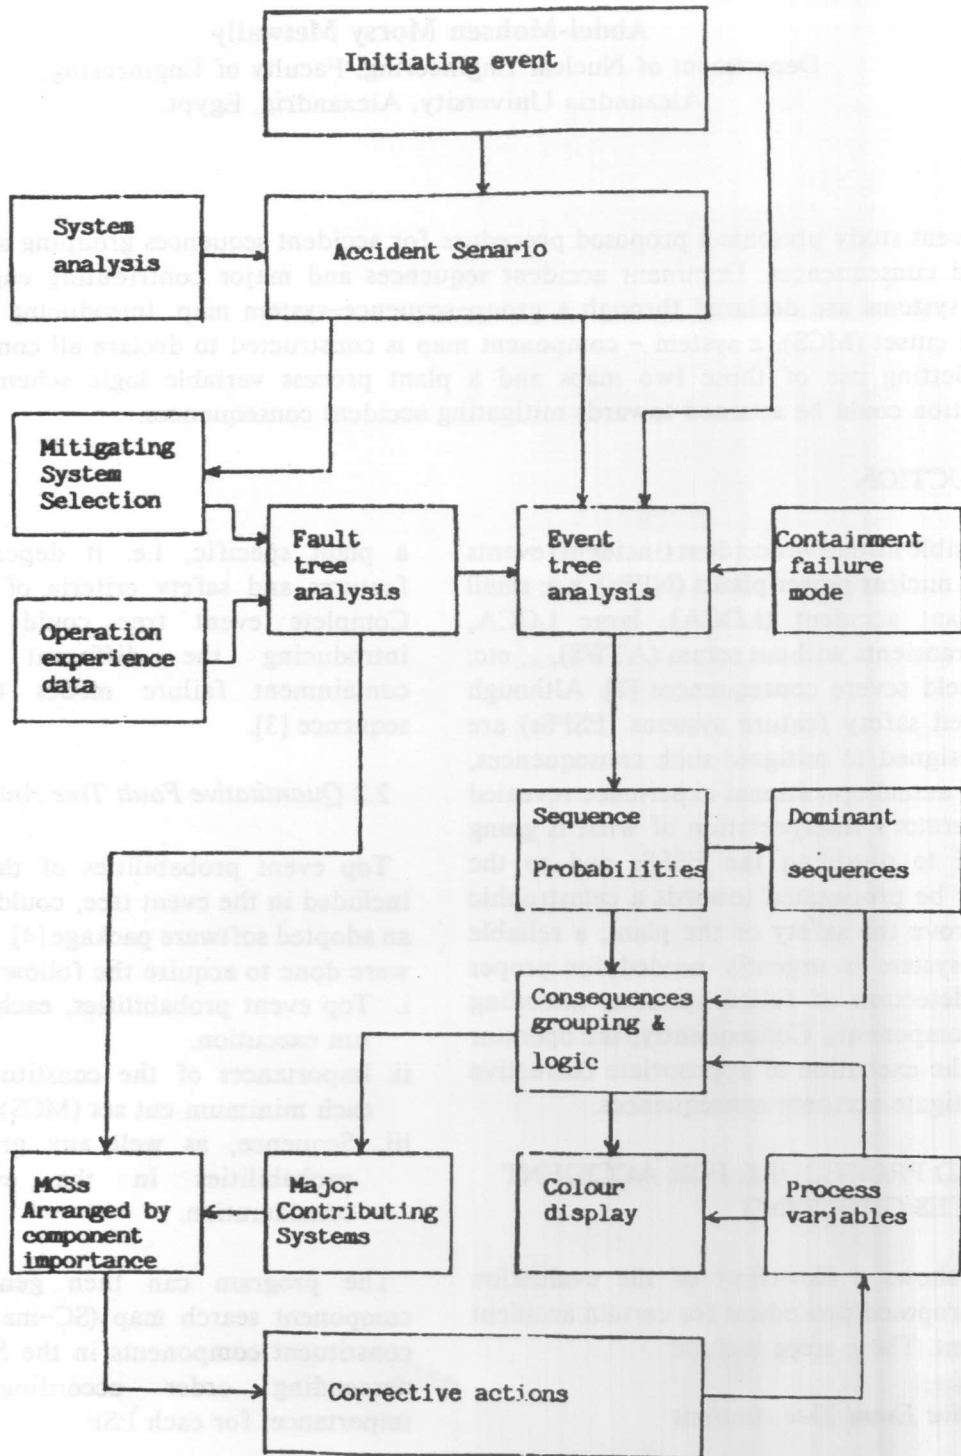 Initiating event
System
analysis
Accident Senario
Mitigating
System
Selection
Fault
tree
analysis
Event
tree
analysis
Containment
failure
mode
Operation
experience
data
Sequence
Probabilities
Dominant
sequences
Consequences
grouping &
logic
MCSs
Arranged by
component
importance
Major
Contributing
Systems
Colour
display
Process
variables
Corrective actions